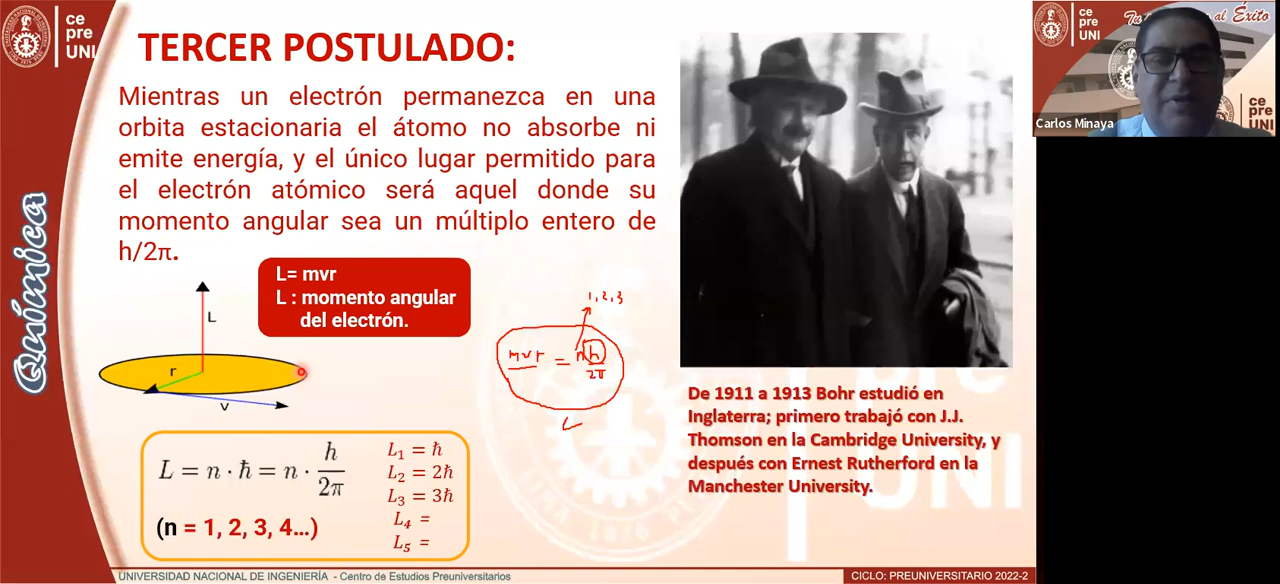 ce
pre
UNI
TERCER POSTULADO:
Mientras un electrón permanezca en una
orbita estacionaria el átomo no absorbe ni
emite energía, y el único lugar permitido para
el electrón atómico será aquel donde su
momento angular sea un múltiplo entero de
h/2π.
Química
L= mvr
L : momento angular
del electrón.
L
r
v
1, 2, 3
mvr = n h/2π
L
L = n · ħ = n · h/2π
(n = 1, 2, 3, 4...)
L₁ = ħ
L₂ = 2ħ
L₃ = 3ħ
L₄ =
L₅ =
De 1911 a 1913 Bohr estudió en
Inglaterra; primero trabajó con J.J.
Thomson en la Cambridge University, y
después con Ernest Rutherford en la
Manchester University.
UNIVERSIDAD NACIONAL DE INGENIERÍA - Centro de Estudios Preuniversitarios
CICLO: PREUNIVERSITARIO 2022-2
ce
pre
UNI
al Éxito
Carlos Minaya